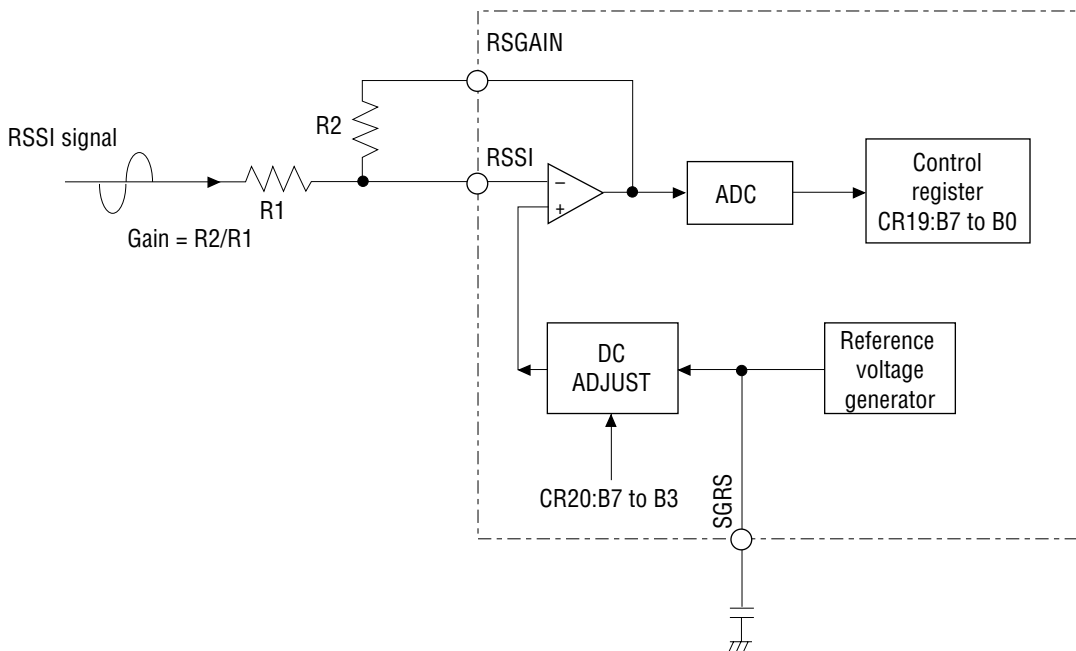 RSGAIN
R2
RSSI signal
RSSI
R1
Gain = R2/R1
–
+
ADC
Control
register
CR19:B7 to B0
DC
ADJUST
Reference
voltage
generator
CR20:B7 to B3
SGRS